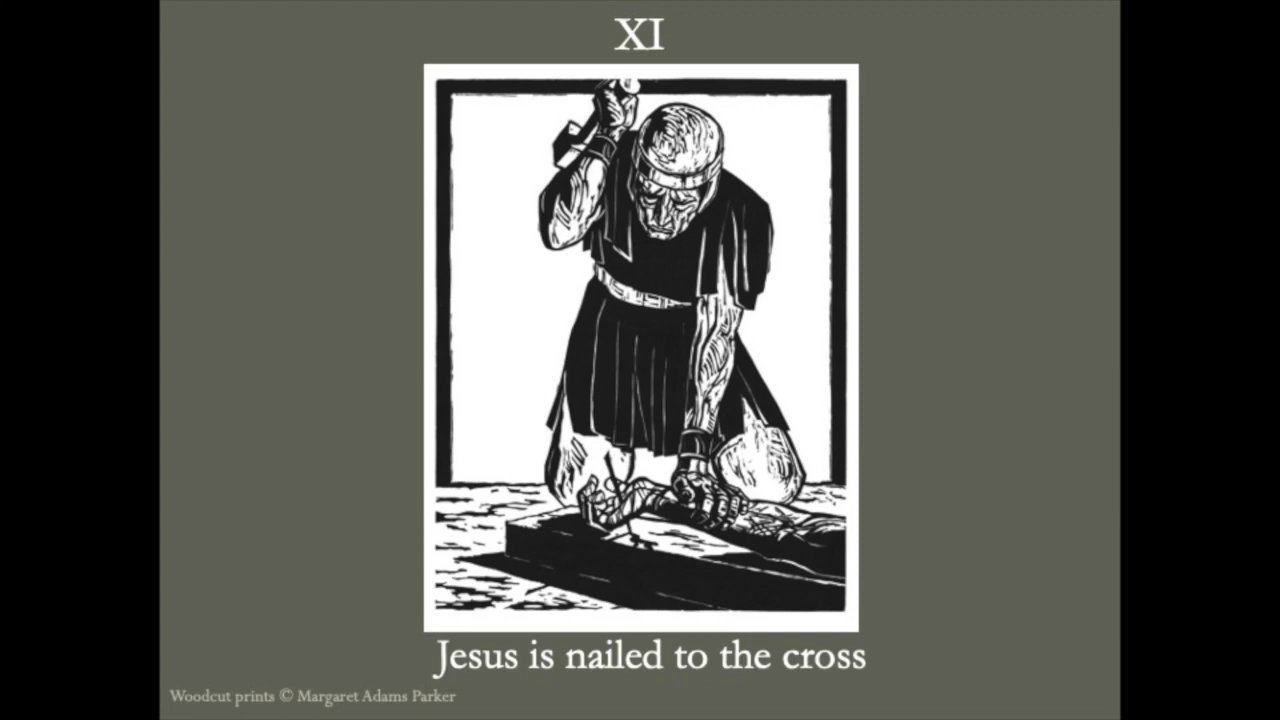 XI
Jesus is nailed to the cross
Woodcut prints © Margaret Adams Parker